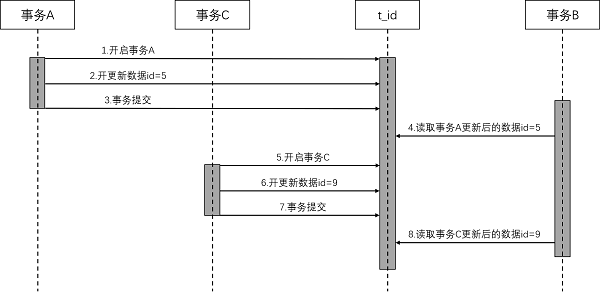 事务A
事务C
t_id
事务B
1.开启事务A
2.开更新数据id=5
3.事务提交
4.读取事务A更新后的数据id=5
5.开启事务C
6.开更新数据id=9
7.事务提交
8.读取事务C更新后的数据id=9